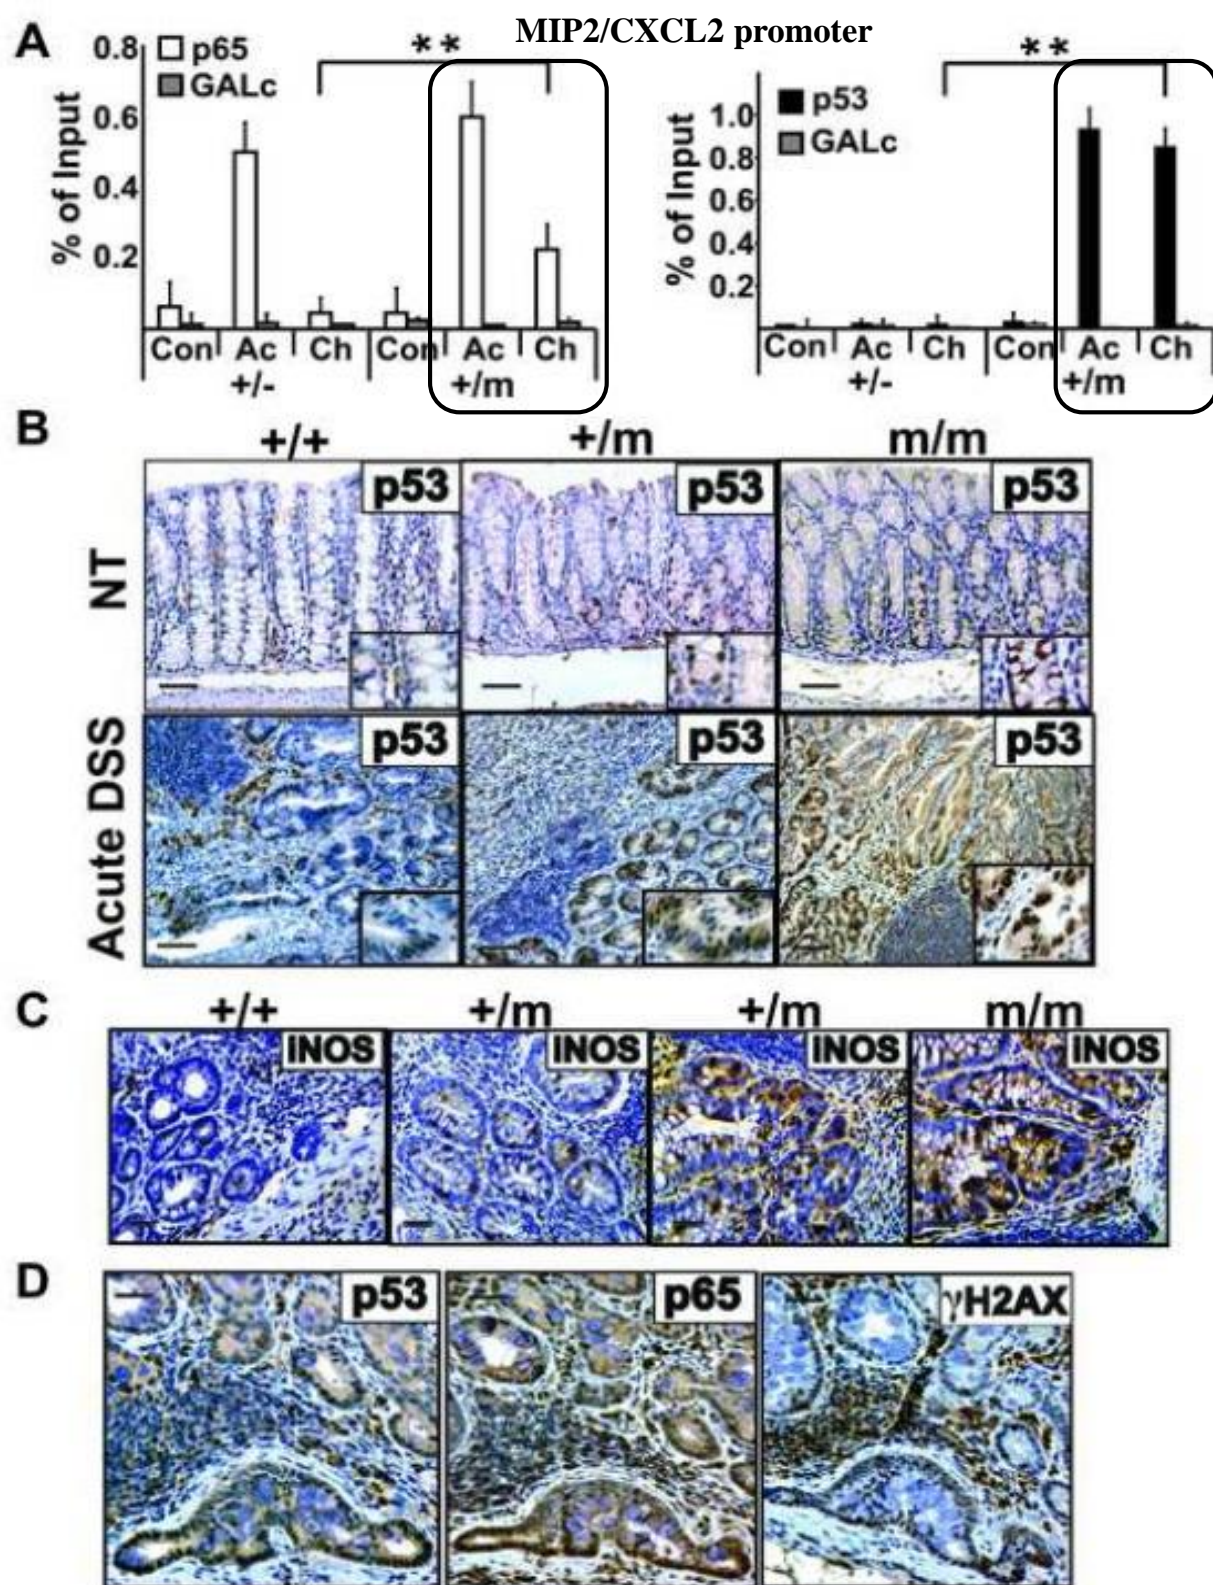 A
MIP2/CXCL2 promoter
p65
GALc
**
% of Input
0.8
0.6
0.4
0.2
Con Ac Ch Con Ac Ch
+/- +/m
p53
GALc
**
% of Input
1.0
0.8
0.6
0.4
0.2
Con Ac Ch Con Ac Ch
+/- +/m
B
+/+ +/m m/m
NT
p53 p53 p53
Acute DSS
p53 p53 p53
C
+/+ +/m +/m m/m
iNOS iNOS iNOS iNOS
D
p53 p65 γH2AX